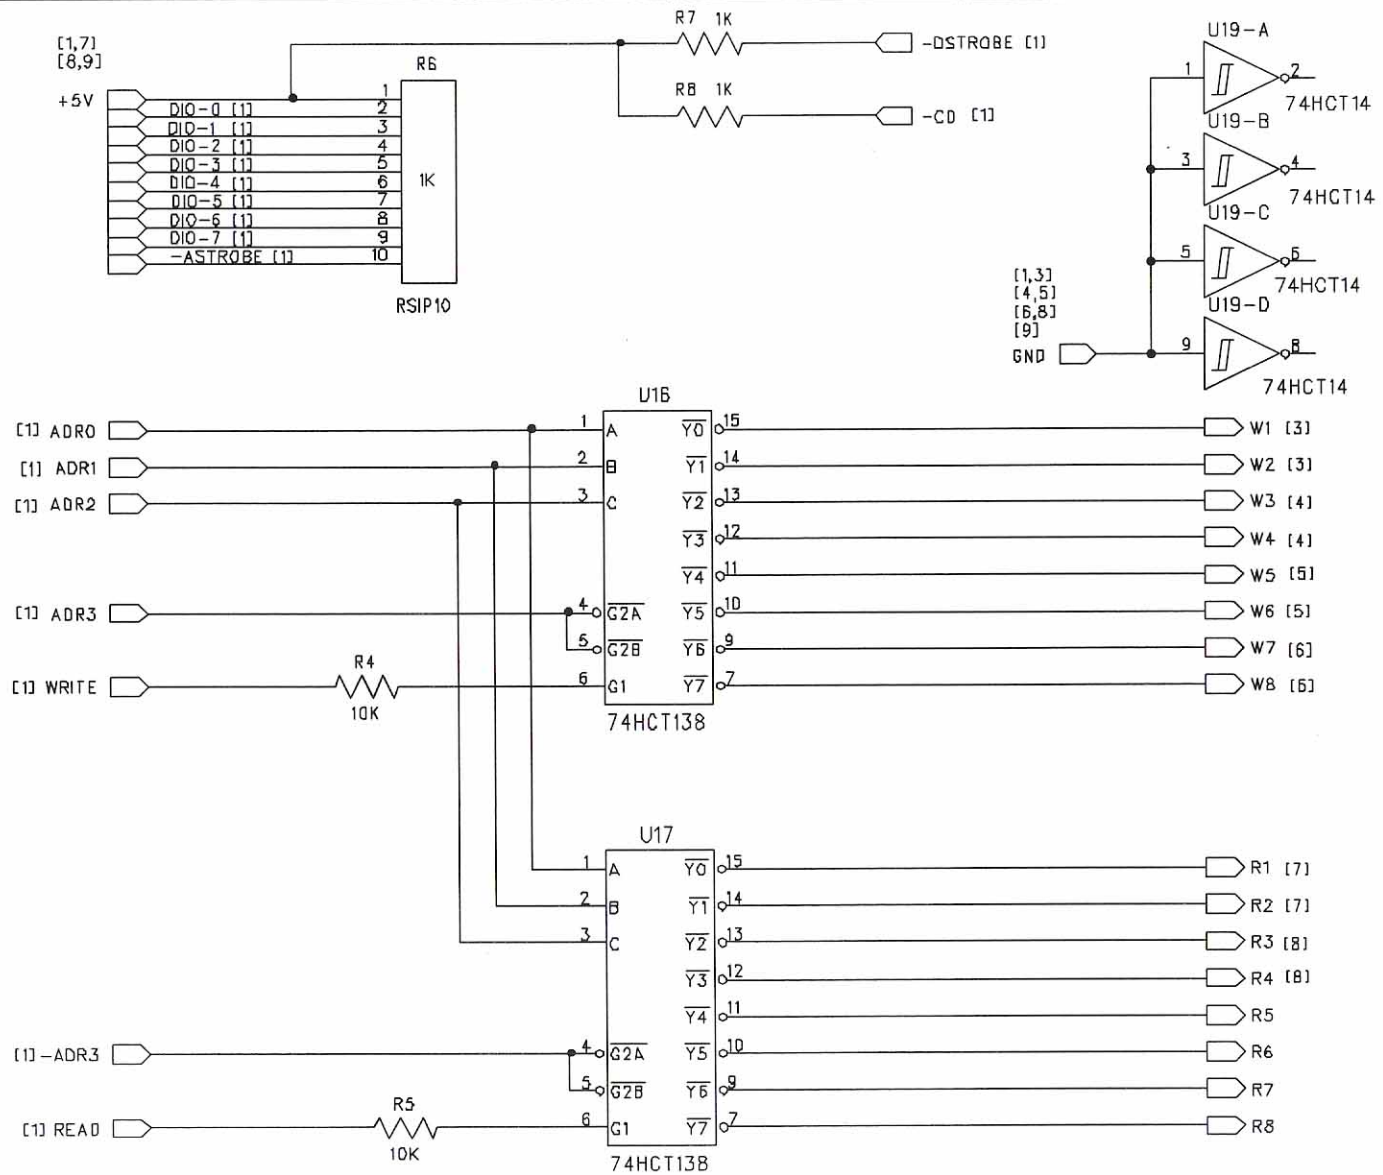 R7 1K
-DSTROBE [1]
R8 1K
-CD [1]
[1,7]
[8,9]
+5V
R6
1
DIO-0 [1] 2
DIO-1 [1] 3
DIO-2 [1] 4
DIO-3 [1] 5
DIO-4 [1] 6
DIO-5 [1] 7
DIO-6 [1] 8
DIO-7 [1] 9
-ASTROBE [1] 10
1K
RSIP10
U19-A
1 2
74HCT14
U19-B
3 4
74HCT14
U19-C
5 6
74HCT14
U19-D
9 8
74HCT14
[1,3]
[4,5]
[6,8]
[9]
GND
U16
[1] ADR0 1 A Y0 15 W1 [3]
[1] ADR1 2 B Y1 14 W2 [3]
[1] ADR2 3 C Y2 13 W3 [4]
Y3 12 W4 [4]
Y4 11 W5 [5]
[1] ADR3 4 G2A Y5 10 W6 [5]
5 G2B Y6 9 W7 [6]
[1] WRITE R4 10K 6 G1 Y7 7 W8 [6]
74HCT138
U17
1 A Y0 15 R1 [7]
2 B Y1 14 R2 [7]
3 C Y2 13 R3 [8]
Y3 12 R4 [8]
Y4 11 R5
[1]-ADR3 4 G2A Y5 10 R6
5 G2B Y6 9 R7
[1] READ R5 10K 6 G1 Y7 7 R8
74HCT138